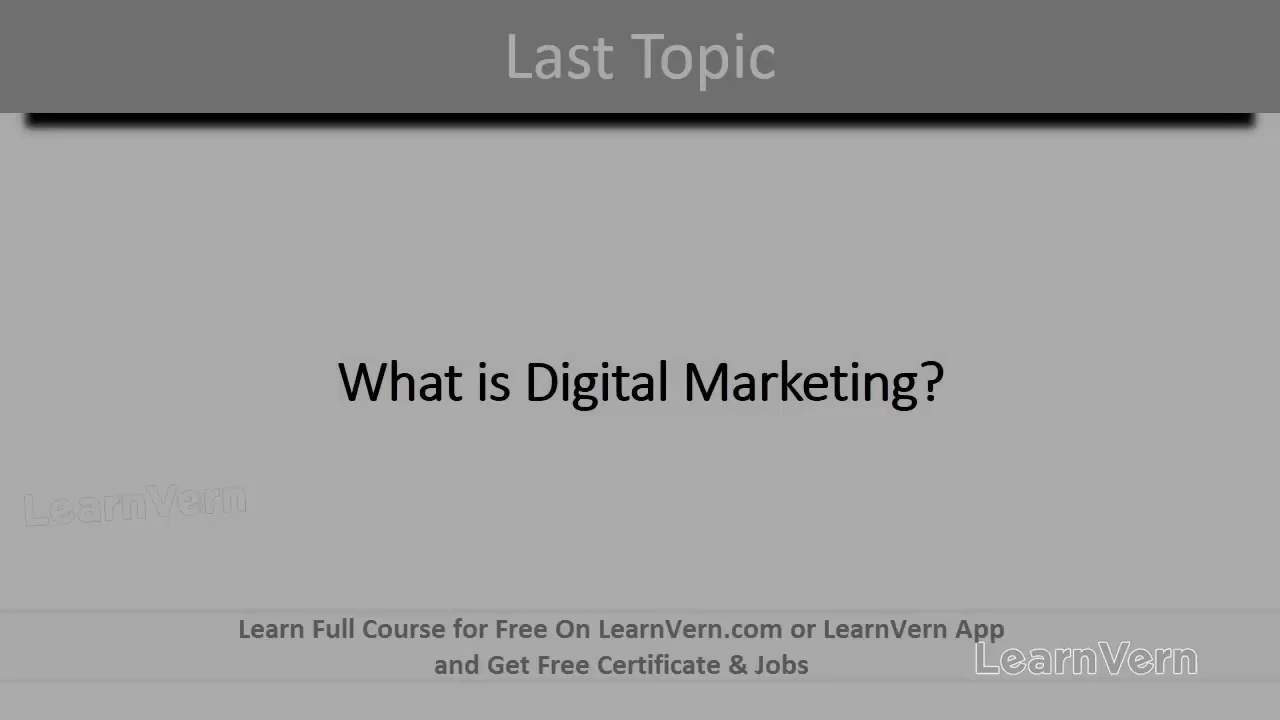 Last Topic
What is Digital Marketing?
LearnVern
Learn Full Course for Free On LearnVern.com or LearnVern App
and Get Free Certificate & Jobs
LearnVern